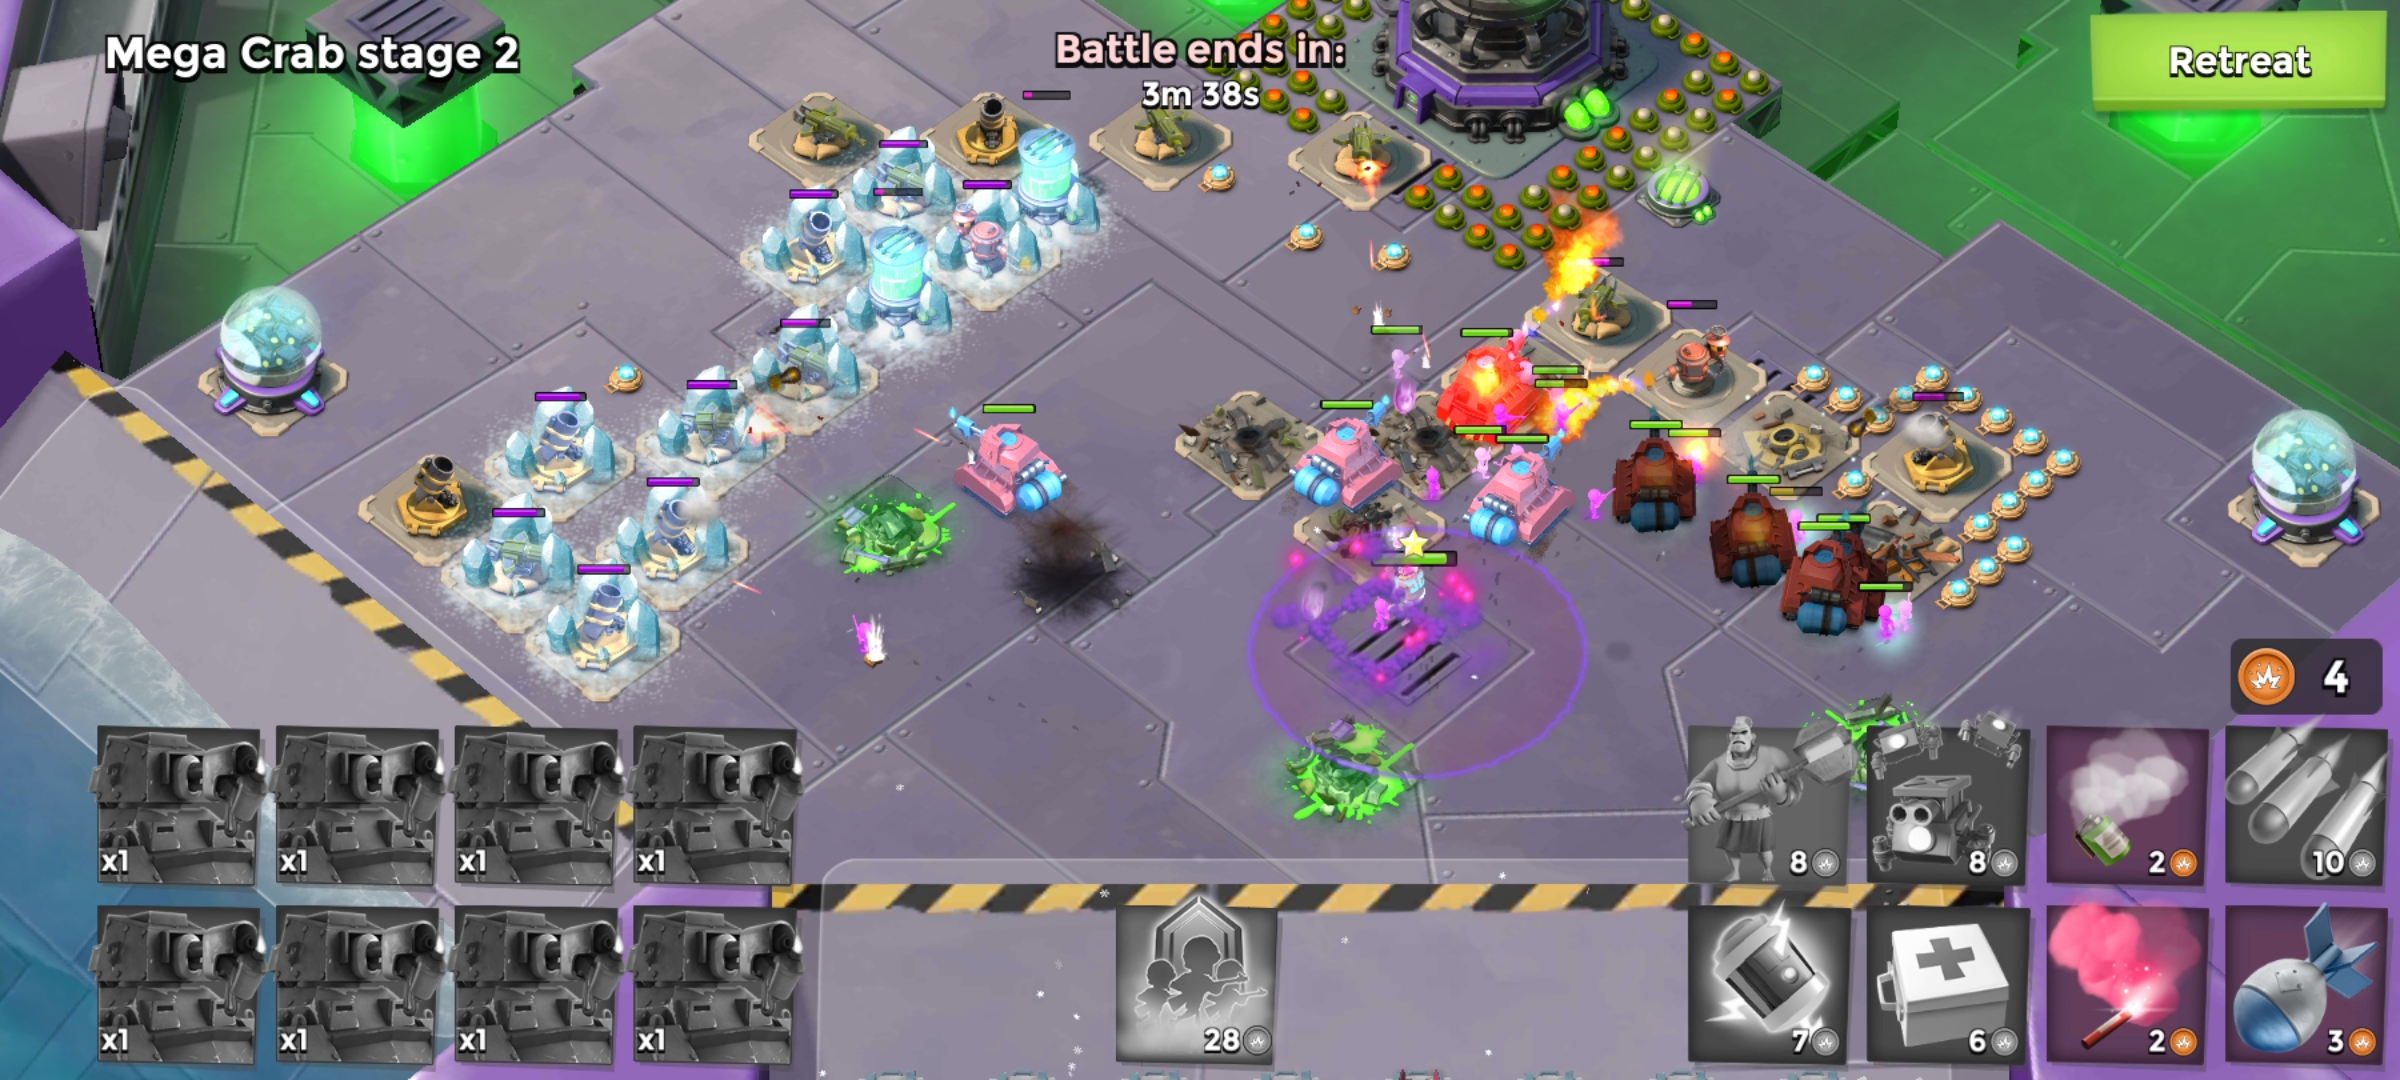 Mega Crab stage 2
Battle ends in:
3m 38s
Retreat
4
x1
x1
x1
x1
8
8
2
10
x1
x1
x1
x1
28
7
6
2
3